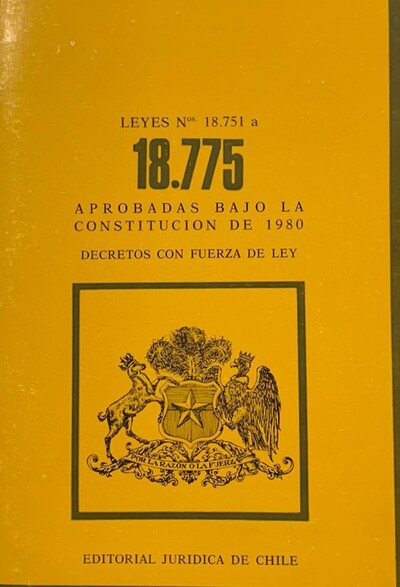 LEYES Nos. 18.751 a
18.775
APROBADAS BAJO LA
CONSTITUCION DE 1980
DECRETOS CON FUERZA DE LEY
POR LA RAZON O LA FUERZA
EDITORIAL JURIDICA DE CHILE